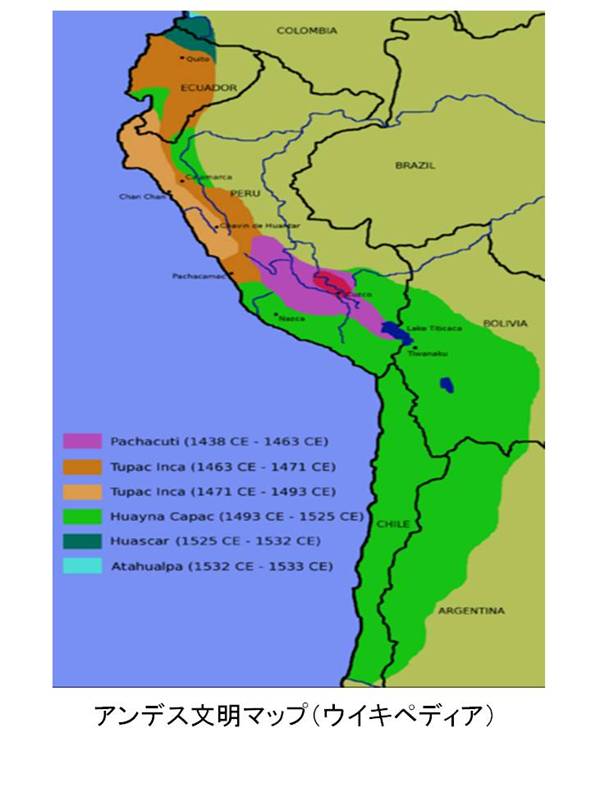 COLOMBIA
Quito
ECUADOR
BRAZIL
Cajamarca
Chan Chan
PERU
Chavin de Huantar
Pachacamac
Cuzco
Nazca
Lake Titicaca
BOLIVIA
Tiwanaku
Pachacuti (1438 CE - 1463 CE)
Tupac Inca (1463 CE - 1471 CE)
Tupac Inca (1471 CE - 1493 CE)
Huayna Capac (1493 CE - 1525 CE)
CHILE
Huascar (1525 CE - 1532 CE)
Atahualpa (1532 CE - 1533 CE)
ARGENTINA
アンデス文明マップ(ウイキペディア)